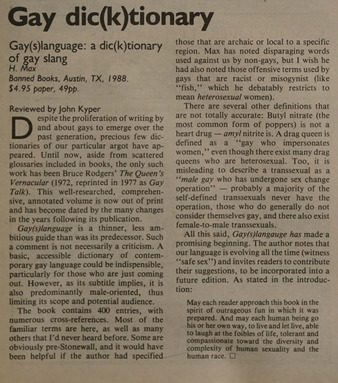 Gay dic(k)tionary
Gay(s)language: a dic(k)tionary
of gay slang
H. Max
Banned Books, Austin, TX, 1988.
$4.95 paper, 49pp.
Reviewed by John Kyper
Despite the proliferation of writing by
and about gays to emerge over the
past generation, precious few dic-
tionaries of our particular argot have ap-
peared. Until now, aside from scattered
glossaries included in books, the only such
work has been Bruce Rodgers' The Queen's
Vernacular (1972, reprinted in 1977 as Gay
Talk). This well-researched, comprehen-
sive, annotated volume is now out of print
and has become dated by the many changes
in the years following its publication.
Gay(s)language is a thinner, less am-
bitious guide than was its predecessor. Such
a comment is not necessarily a criticism. A
basic, accessible dictionary of contem-
porary gay language could be indispensible,
particularly for those who are just coming
out. However, as its subtitle implies, it is
also predominantly male-oriented, thus
limiting its scope and potential audience.
The book contains 400 entries, with
numerous cross-references. Most of the
familiar terms are here, as well as many
others that I'd never heard before. Some are
obviously pre-Stonewall, and it would have
been helpful if the author had specified
those that are archaic or local to a specific
region. Max has noted disparaging words
used against us by non-gays, but I wish he
had also noted those offensive terms used by
gays that are racist or misogynist (like
"fish," which he debatably restricts to
mean heterosexual women).
There are several other definitions that
are not totally accurate: Butyl nitrite (the
most common form of poppers) is not a
heart drug — amyl nitrite is. A drag queen is
defined as a "gay who impersonates
women," even though there exist many drag
queens who are heterosexual. Too, it is
misleading to describe a transsexual as a
"male gay who has undergone sex change
operation" — probably a majority of the
self-defined transsexuals never have the
operation, those who do generally do not
consider themselves gay, and there also exist
female-to-male transsexuals.
All this said, Gay(s)language has made a
promising beginning. The author notes that
our language is evolving all the time (witness
"safe sex") and invites readers to contribute
their suggestions, to be incorporated into a
future edition. As stated in the introduc-
tion:
May each reader approach this book in the
spirit of outrageous fun in which it was
prepared. And may each human being go
his or her own way, to live and let live, able
to laugh at the foibles of life, tolerant and
compassionate toward the diversity and
complexity of human sexuality and the
human race. □